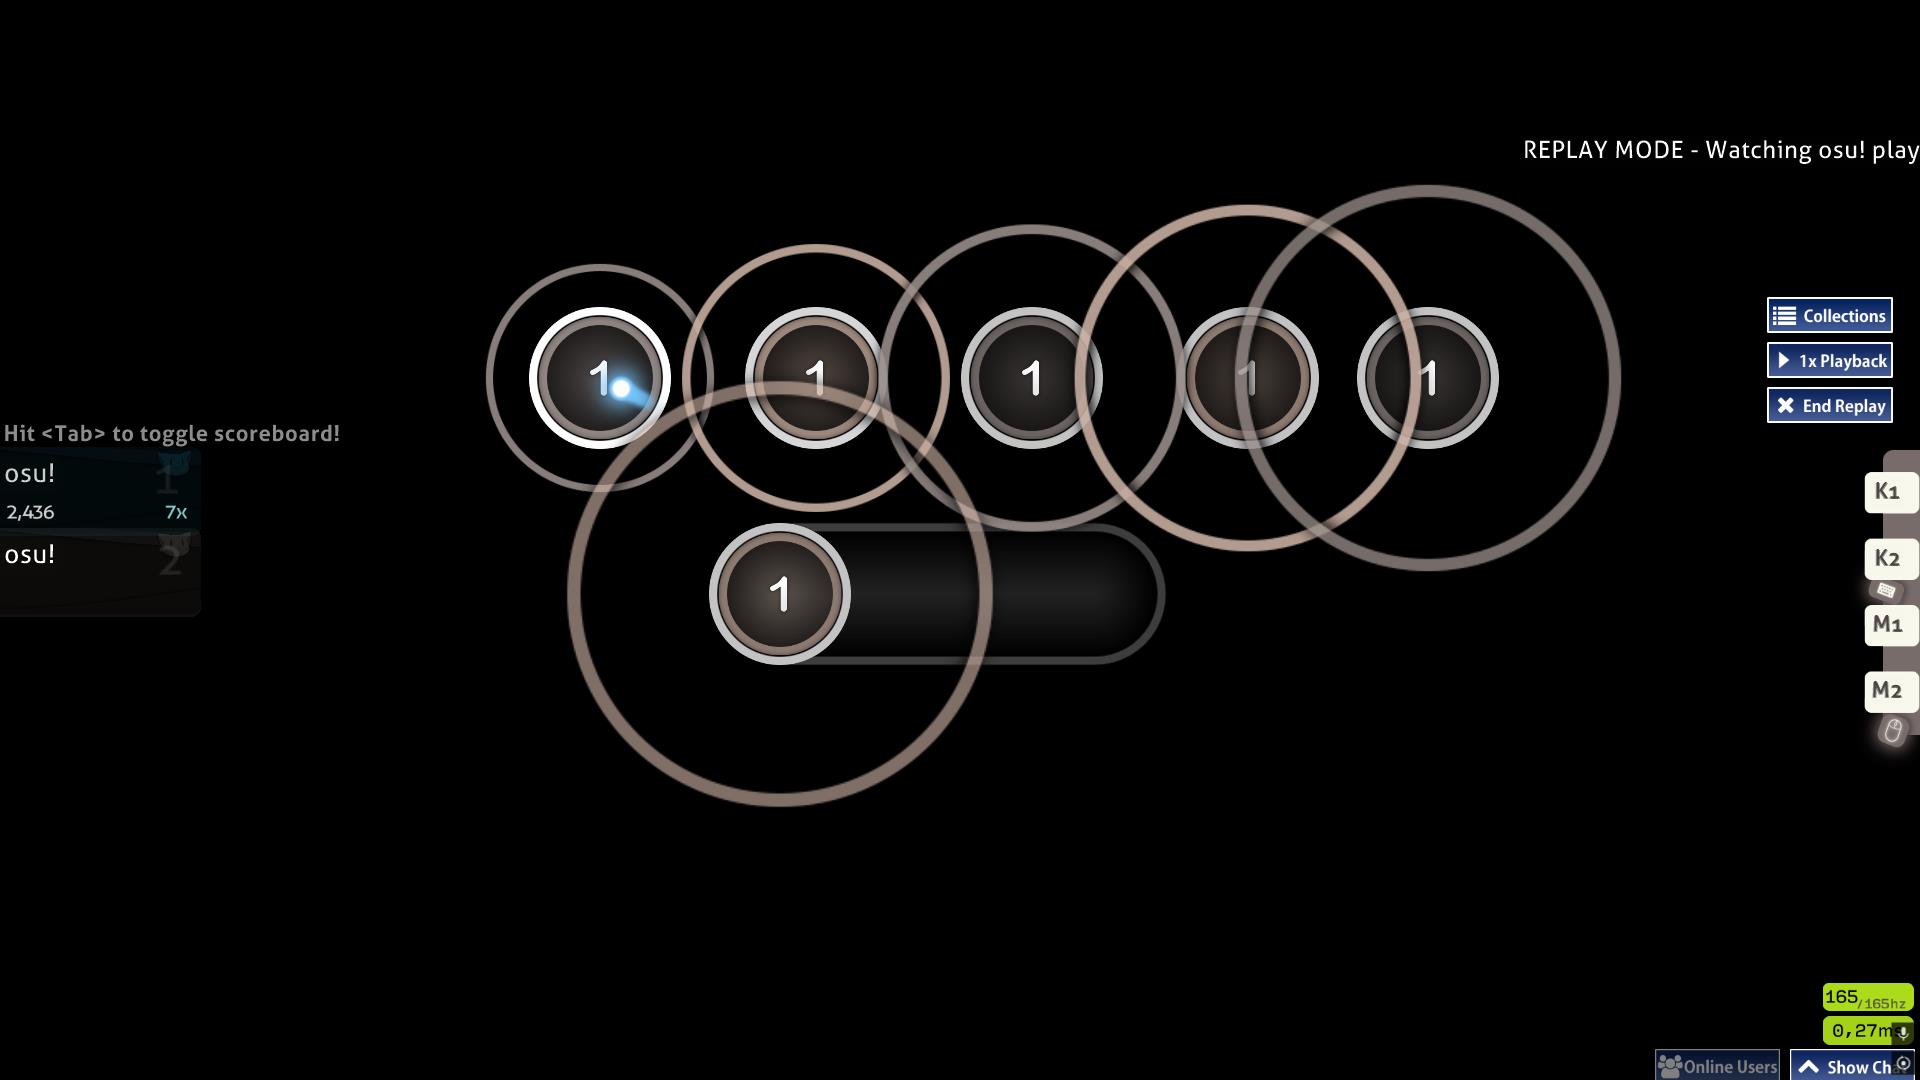 REPLAY MODE - Watching osu! play
1 1 1 1 1
Collections
1x Playback
End Replay
Hit <Tab> to toggle scoreboard!
osu! 1
2,436 7x
osu! 2
1
K1
K2
M1
M2
165/165hz
0,27ms
Online Users
Show Cha